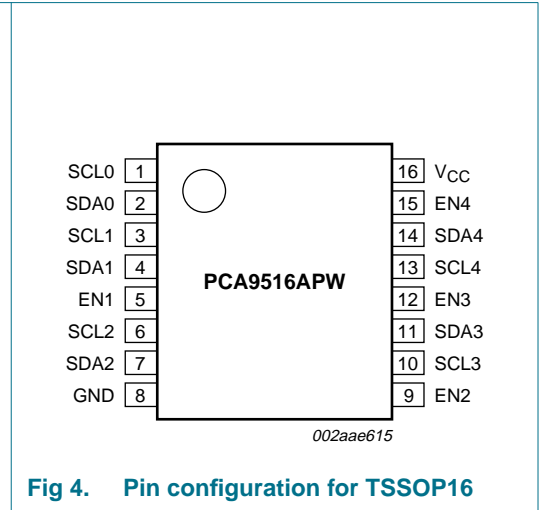 SCL0 1
SDA0 2
SCL1 3
SDA1 4
EN1 5
SCL2 6
SDA2 7
GND 8
PCA9516APW
16 VCC
15 EN4
14 SDA4
13 SCL4
12 EN3
11 SDA3
10 SCL3
9 EN2
002aae615
Fig 4. Pin configuration for TSSOP16